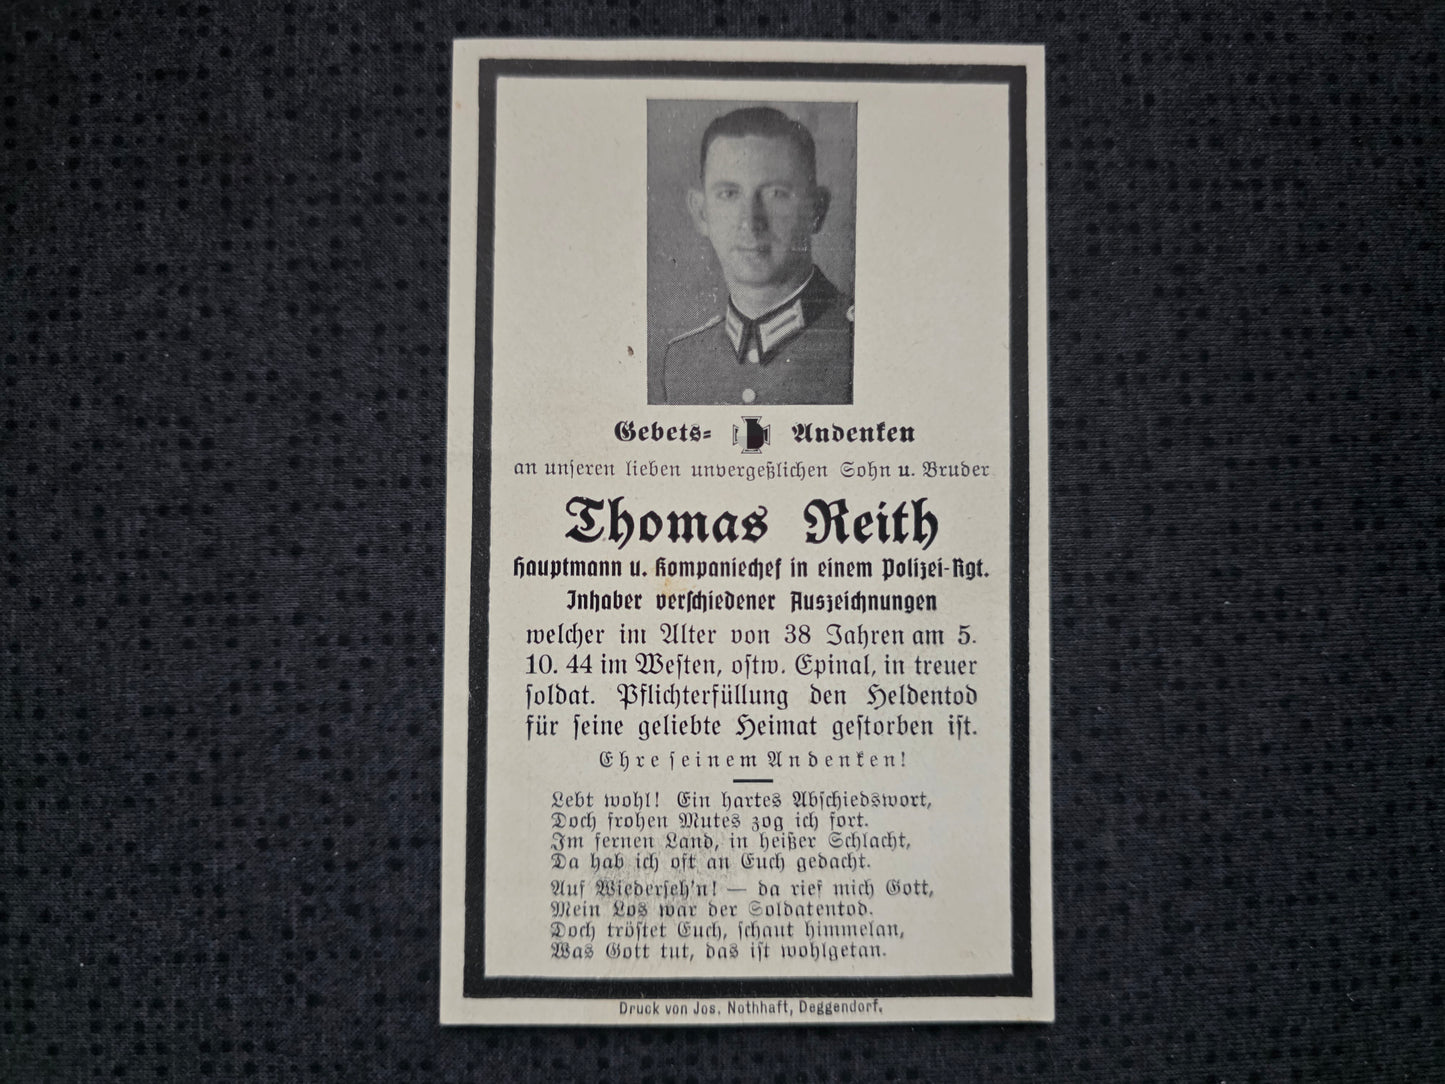 Gebets= Andenken
an unseren lieben unvergeßlichen Sohn u. Bruder
Thomas Reith
Hauptmann u. Kompaniechef in einem Polizei-Rgt.
Inhaber verschiedener Auszeichnungen
welcher im Alter von 38 Jahren am 5.
10. 44 im Westen, ostw. Epinal, in treuer
soldat. Pflichterfüllung den Heldentod
für seine geliebte Heimat gestorben ist.
Ehre seinem Andenken!
Lebt wohl! Ein hartes Abschiedswort,
Doch frohen Mutes zog ich fort.
Im fernen Land, in heißer Schlacht,
Da hab ich oft an Euch gedacht.
Auf Wiederseh'n! — da rief mich Gott,
Mein Los war der Soldatentod.
Doch tröstet Euch, schaut himmelan,
Was Gott tut, das ist wohlgetan.
Druck von Jos. Nothhaft, Deggendorf.